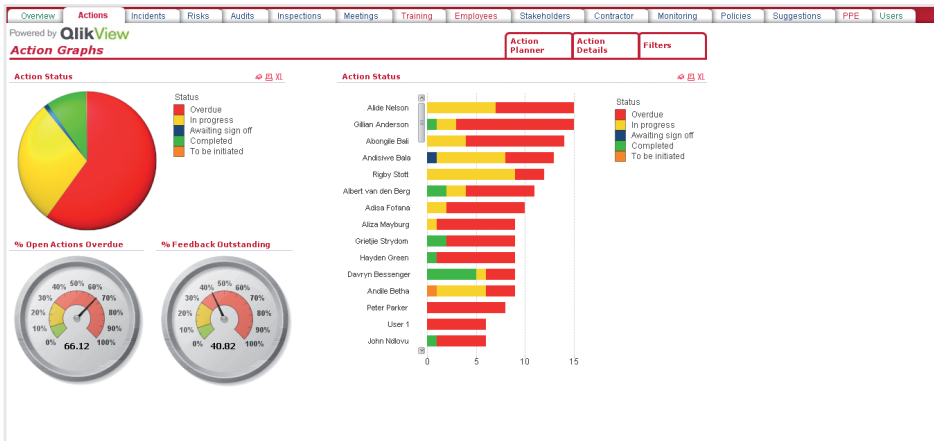 Overview Actions Incidents Risks Audits Inspections Meetings Training Employees Stakeholders Contractor Monitoring Policies Suggestions PPE Users
Powered by QlikView
Action Graphs
Action Planner
Action Details
Filters
Action Status
XL
Status
Overdue
In progress
Awaiting sign off
Completed
To be initiated
% Open Actions Overdue
0%
10%
20%
30%
40%
50%
60%
70%
80%
90%
100%
66.12
% Feedback Outstanding
0%
10%
20%
30%
40%
50%
60%
70%
80%
90%
100%
40.82
Action Status
XL
Alide Nelson
Gillian Anderson
Abongile Bali
Andisiwe Bala
Rigby Stott
Albert van den Berg
Adisa Fofana
Aliza Mayburg
Grietjie Strydom
Hayden Green
Davryn Bessenger
Andile Betha
Peter Parker
User 1
John Ndlovu
0 5 10 15
Status
Overdue
In progress
Awaiting sign off
Completed
To be initiated